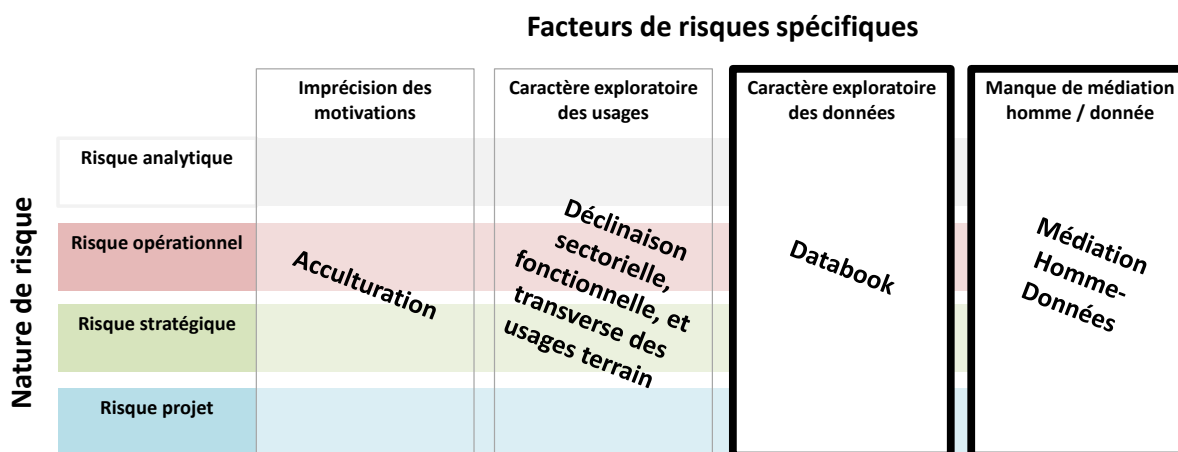 Facteurs de risques spécifiques
Imprécision des
motivations
Caractère exploratoire
des usages
Caractère exploratoire
des données
Manque de médiation
homme / donnée
Nature de risque
Risque analytique
Risque opérationnel
Risque stratégique
Risque projet
Acculturation
Déclinaison
sectorielle,
fonctionnelle, et
transverse des
usages terrain
Databook
Médiation
Homme-
Données